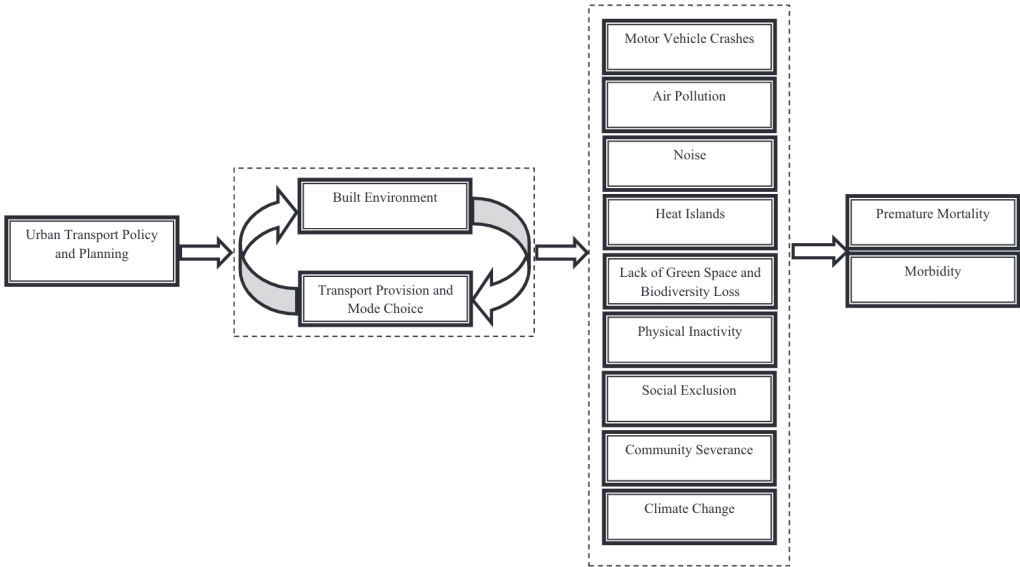 Urban Transport Policy
and Planning
Built Environment
Transport Provision and
Mode Choice
Motor Vehicle Crashes
Air Pollution
Noise
Heat Islands
Lack of Green Space and
Biodiversity Loss
Physical Inactivity
Social Exclusion
Community Severance
Climate Change
Premature Mortality
Morbidity